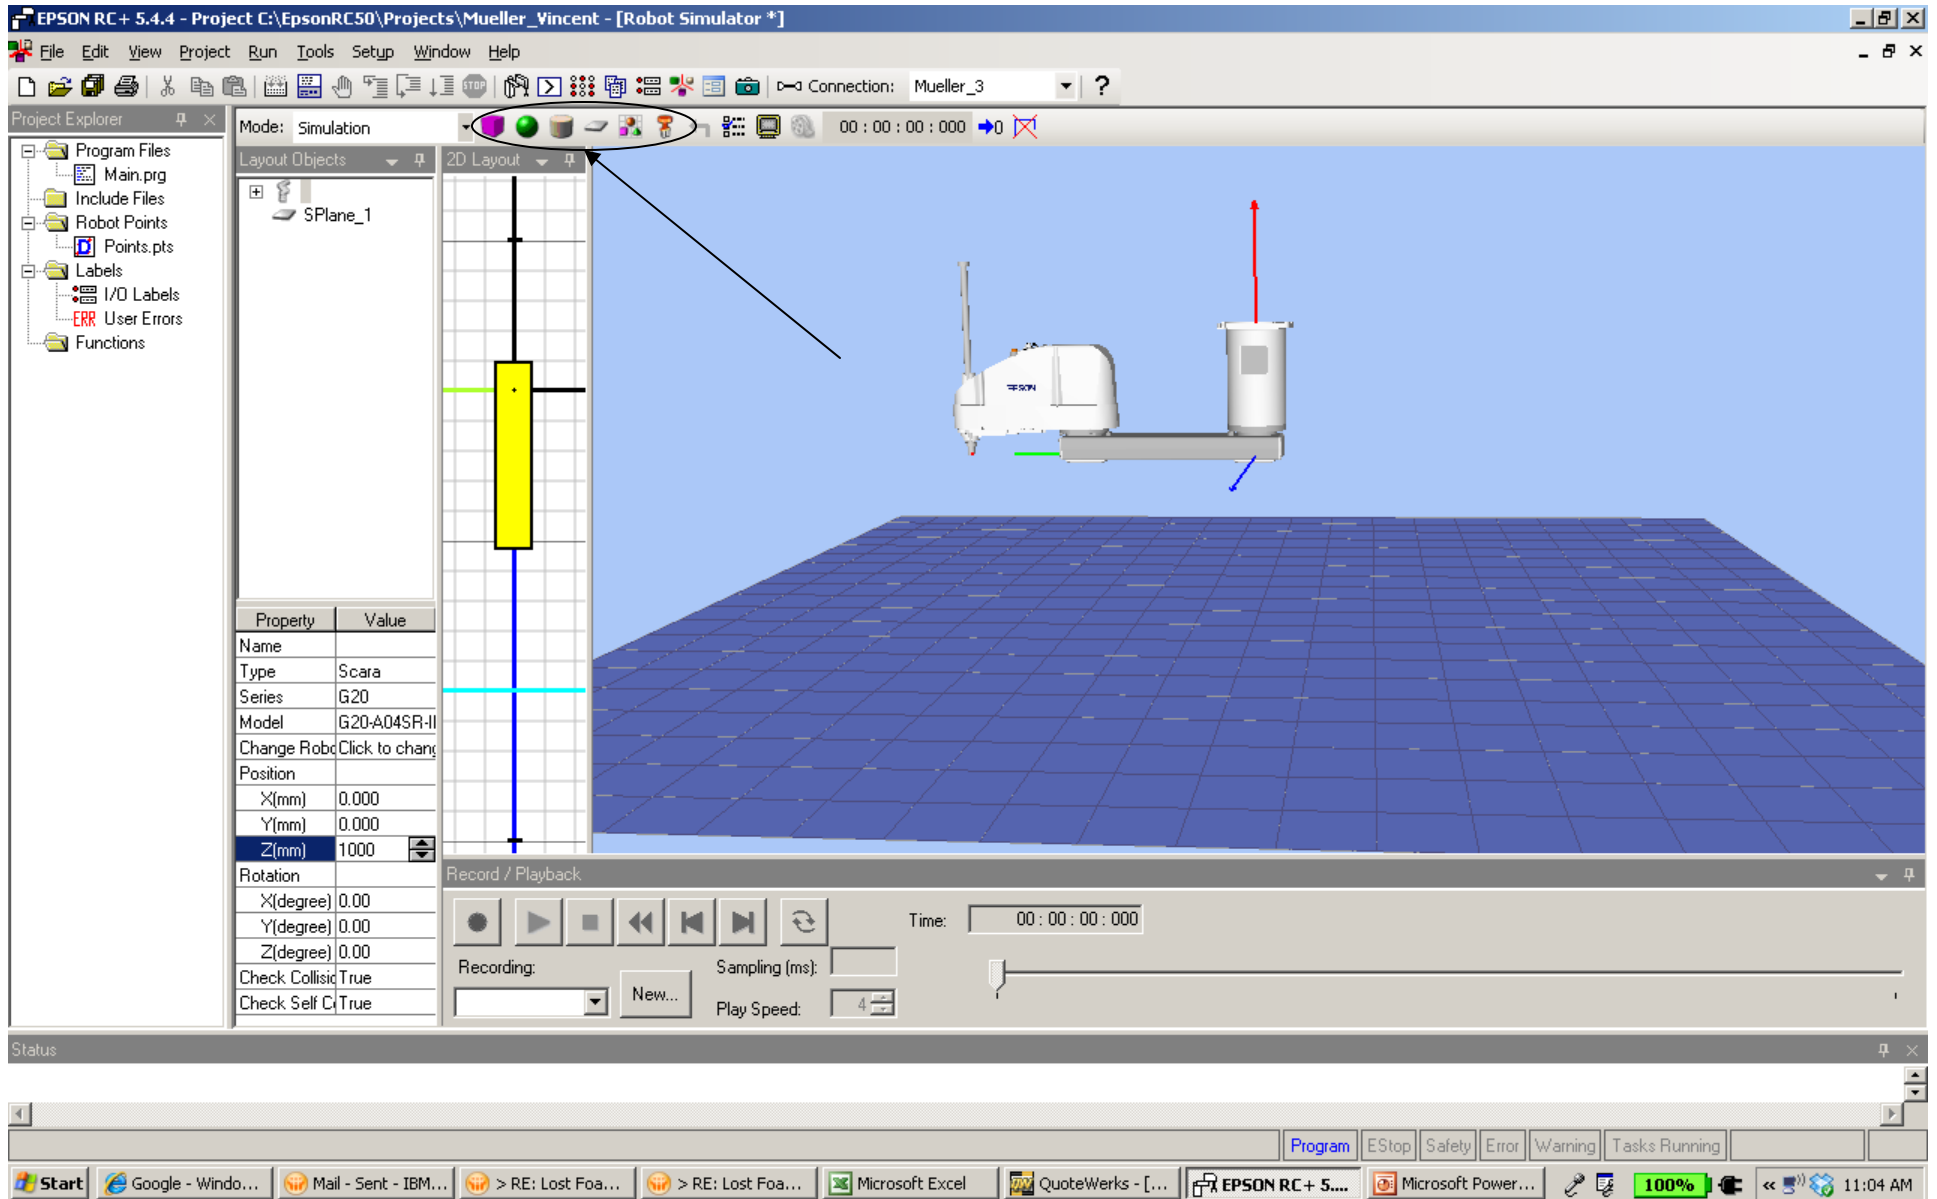 EPSON RC+ 5.4.4 - Project C:\EpsonRC50\Projects\Mueller_Vincent - [Robot Simulator *]
File Edit View Project Run Tools Setup Window Help
STOP Connection: Mueller_3 ?
Project Explorer
Program Files
Main.prg
Include Files
Robot Points
Points.pts
Labels
I/O Labels
ERR User Errors
Functions
Mode: Simulation 00 : 00 : 00 : 000 0
Layout Objects
SPlane_1
2D Layout
EPSON
Property Value
Name
Type Scara
Series G20
Model G20-A04SR-II
Change Robo Click to chang
Position
X(mm) 0.000
Y(mm) 0.000
Z(mm) 1000
Rotation
X(degree) 0.00
Y(degree) 0.00
Z(degree) 0.00
Check Collisio True
Check Self C True
Record / Playback
Time: 00 : 00 : 00 : 000
Recording:
New...
Sampling (ms):
Play Speed: 4
Status
Program EStop Safety Error Warning Tasks Running
Start Google - Windo... Mail - Sent - IBM... > RE: Lost Foa... > RE: Lost Foa... Microsoft Excel QuoteWerks - [... EPSON RC+ 5.... Microsoft Power... 100% « 11:04 AM